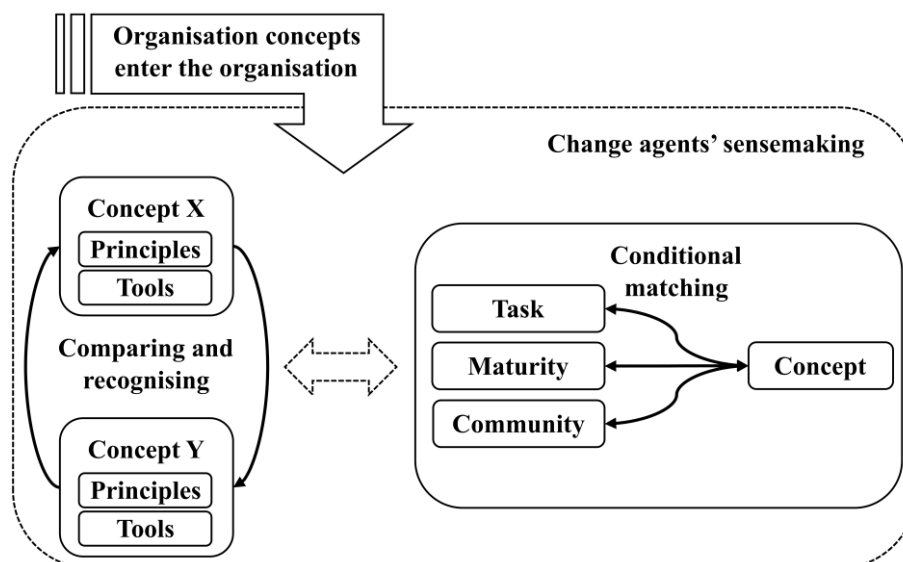 Organisation concepts
enter the organisation
Change agents’ sensemaking
Concept X
Principles
Tools
Comparing and
recognising
Concept Y
Principles
Tools
Conditional
matching
Task
Maturity
Community
Concept